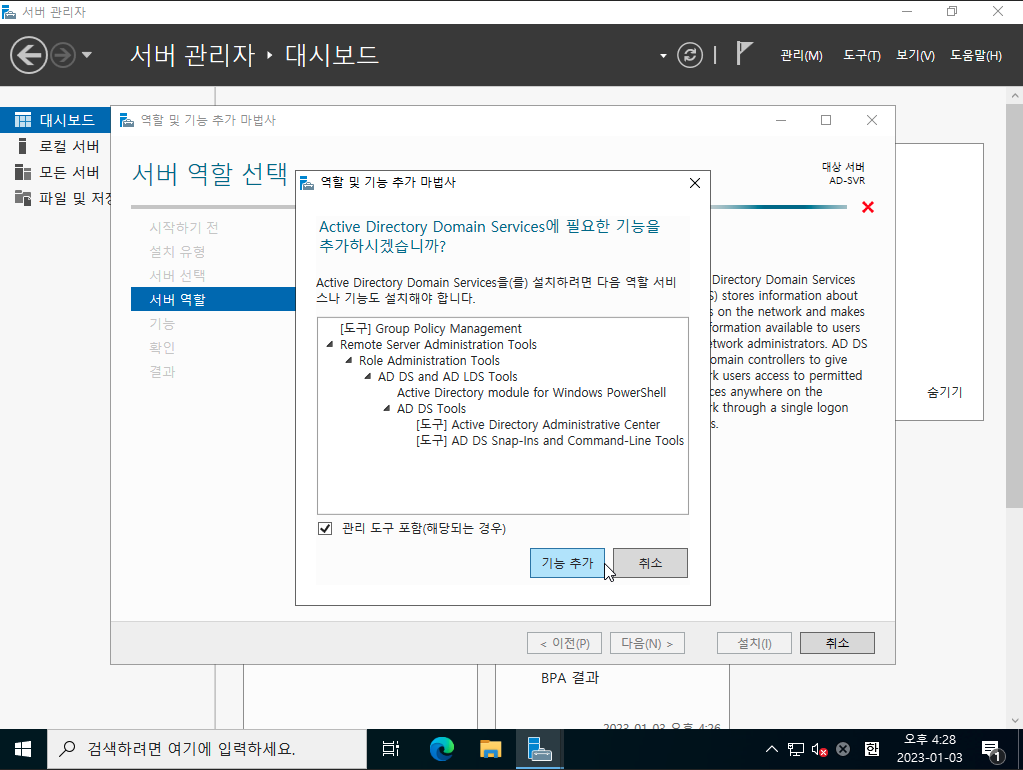 서버 관리자
서버 관리자 ‣ 대시보드
관리(M) 도구(T) 보기(V) 도움말(H)
대시보드
로컬 서버
모든 서버
파일 및 저장
역할 및 기능 추가 마법사
서버 역할 선택
대상 서버
AD-SVR
시작하기 전
설치 유형
서버 선택
서버 역할
기능
확인
결과
역할 및 기능 추가 마법사
Active Directory Domain Services에 필요한 기능을
추가하시겠습니까?
Active Directory Domain Services을(를) 설치하려면 다음 역할 서비
스나 기능도 설치해야 합니다.
[도구] Group Policy Management
Remote Server Administration Tools
Role Administration Tools
AD DS and AD LDS Tools
Active Directory module for Windows PowerShell
AD DS Tools
[도구] Active Directory Administrative Center
[도구] AD DS Snap-Ins and Command-Line Tools
관리 도구 포함(해당되는 경우)
기능 추가
취소
Directory Domain Services
S) stores information about
s on the network and makes
formation available to users
etwork administrators. AD DS
omain controllers to give
rk users access to permitted
ces anywhere on the
rk through a single logon
s.
숨기기
< 이전(P) 다음(N) > 설치(I) 취소
BPA 결과
2023-01-03 오후 4:26
검색하려면 여기에 입력하세요.
한
오후 4:28
2023-01-03
1